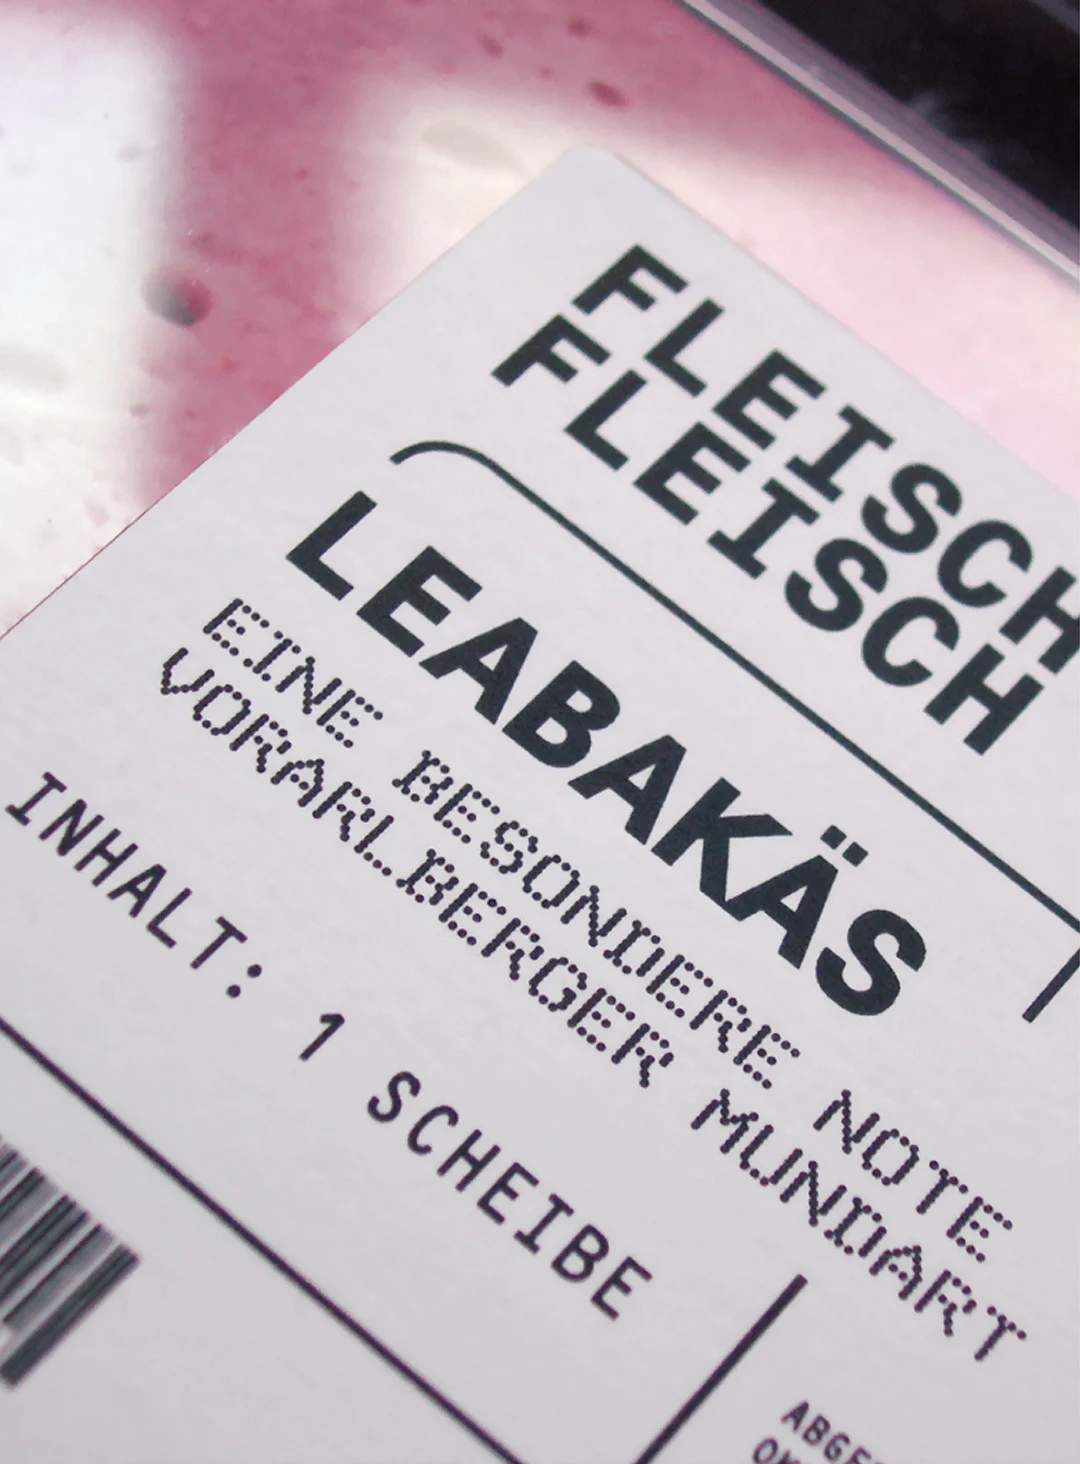 FLEISCH
FLEISCH
LEABAKÄS
EINE BESONDERE NOTE
VORARLBERGER MUNDART
INHALT: 1 SCHEIBE